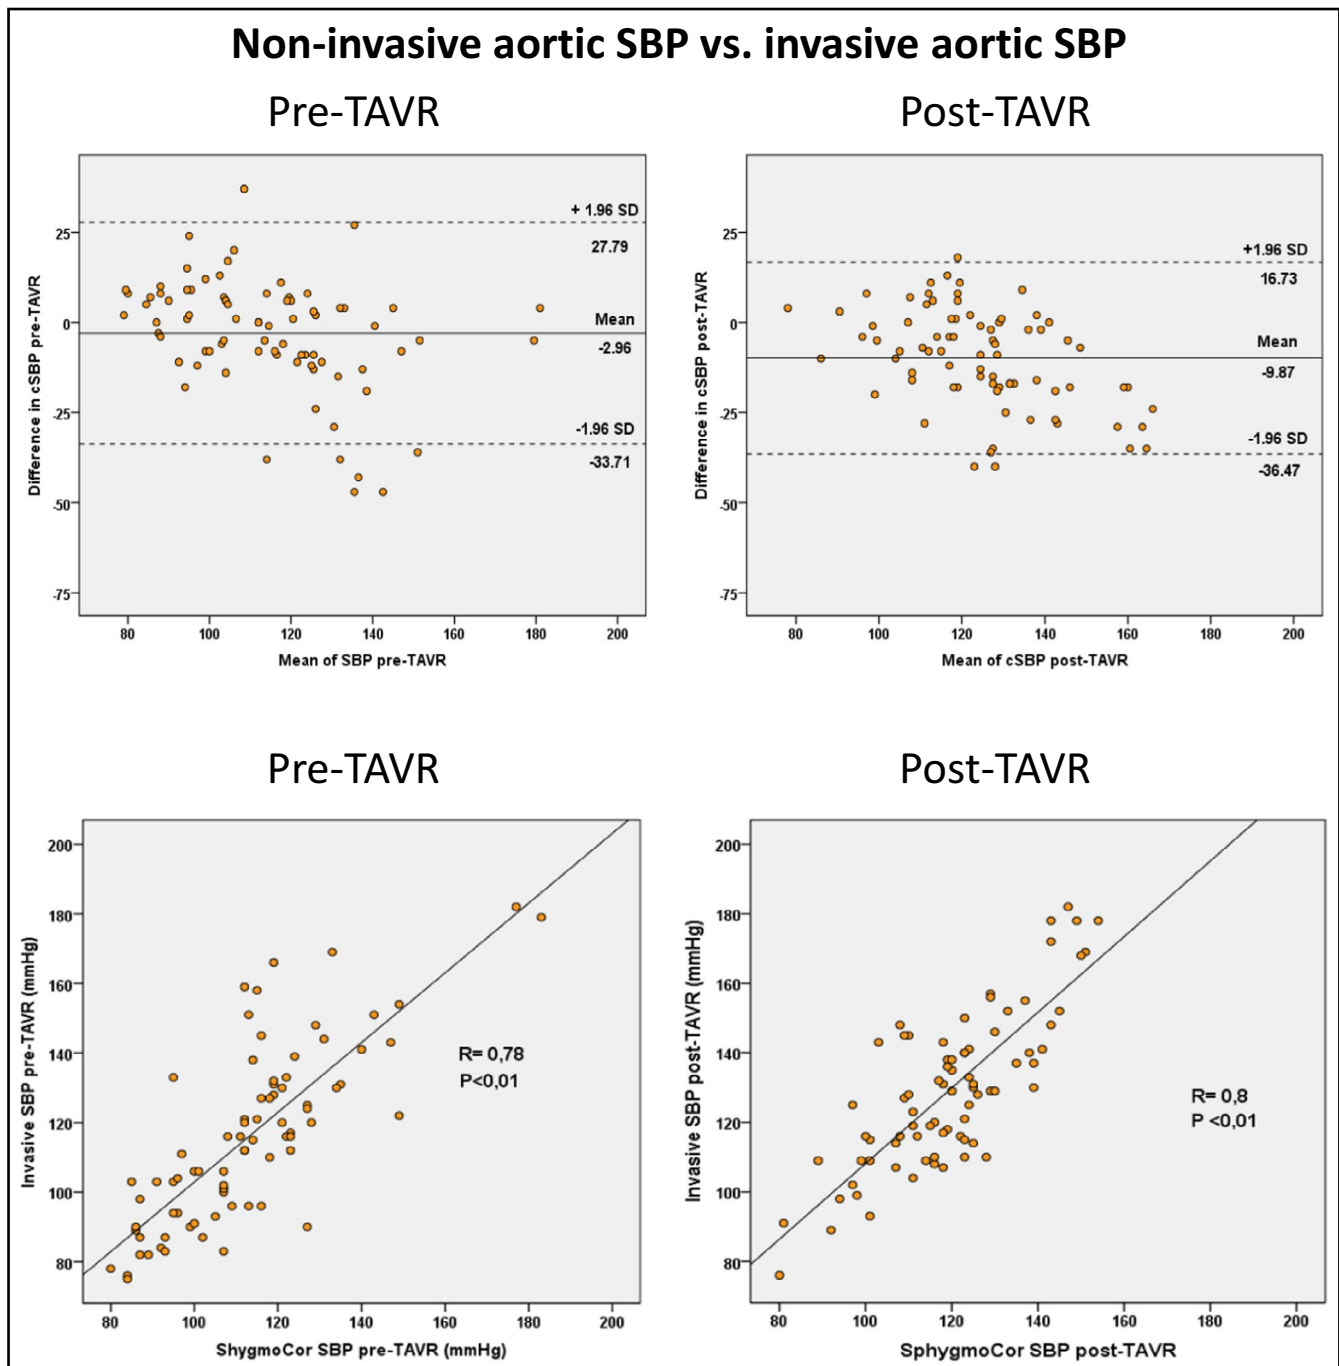 Non-invasive aortic SBP vs. invasive aortic SBP
Pre-TAVR
Post-TAVR
Difference in cSBP pre-TAVR
25
0
-25
-50
-75
+ 1.96 SD
27.79
Mean
-2.96
-1.96 SD
-33.71
80 100 120 140 160 180 200
Mean of SBP pre-TAVR
Difference in cSBP post-TAVR
25
0
-25
-50
-75
+1.96 SD
16.73
Mean
-9.87
-1.96 SD
-36.47
80 100 120 140 160 180 200
Mean of cSBP post-TAVR
Pre-TAVR
Post-TAVR
Invasive SBP pre-TAVR (mmHg)
200
180
160
140
120
100
80
R= 0,78
P<0,01
80 100 120 140 160 180 200
ShygmoCor SBP pre-TAVR (mmHg)
Invasive SBP post-TAVR (mmHg)
200
180
160
140
120
100
80
R= 0,8
P <0,01
80 100 120 140 160 180 200
SphygmoCor SBP post-TAVR